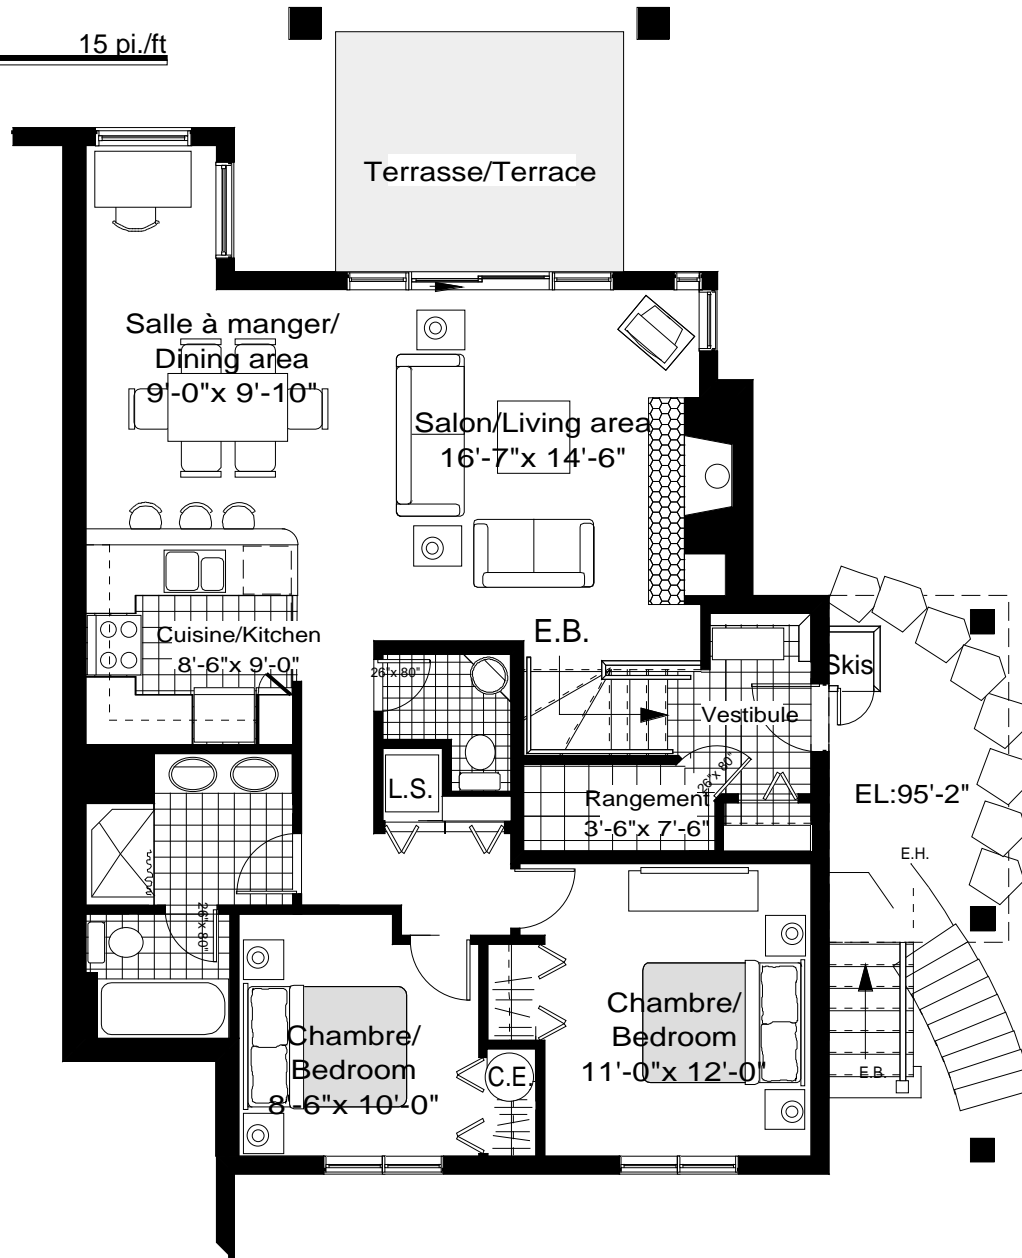 15 pi./ft
Terrasse/Terrace
Salle à manger/
Dining area
9'-0"x 9'-10"
Salon/Living area
16'-7"x 14'-6"
Cuisine/Kitchen
8'-6"x 9'-0"
26"x 80"
E.B.
Skis
Vestibule
L.S.
26"x 80"
Rangement
3'-6"x 7'-6"
EL:95'-2"
E.H.
26"x 80"
Chambre/
Bedroom
8'-6"x 10'-0"
C.E.
Chambre/
Bedroom
11'-0"x 12'-0"
E.B.